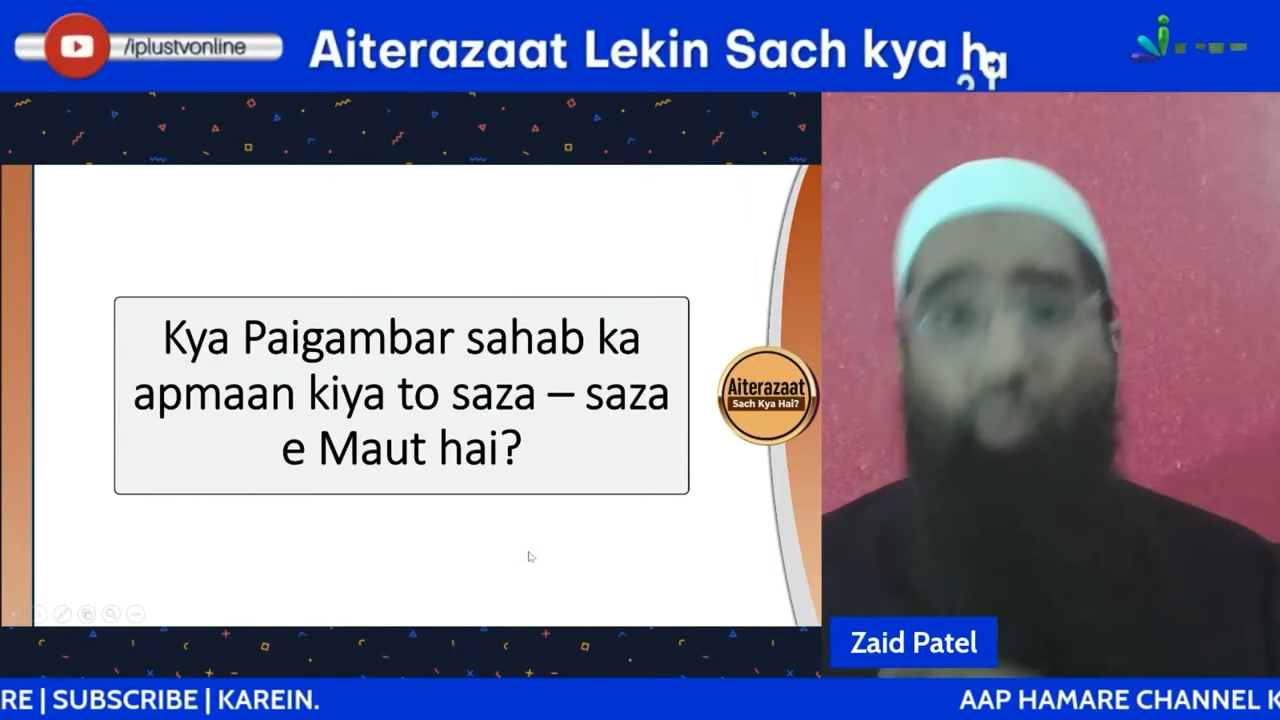 /iplustvonline
Aiterazaat Lekin Sach kya
Kya Paigambar sahab ka
apmaan kiya to saza – saza
e Maut hai?
Aiterazaat
Sach Kya Hai?
Zaid Patel
RE | SUBSCRIBE | KAREIN.
AAP HAMARE CHANNEL K